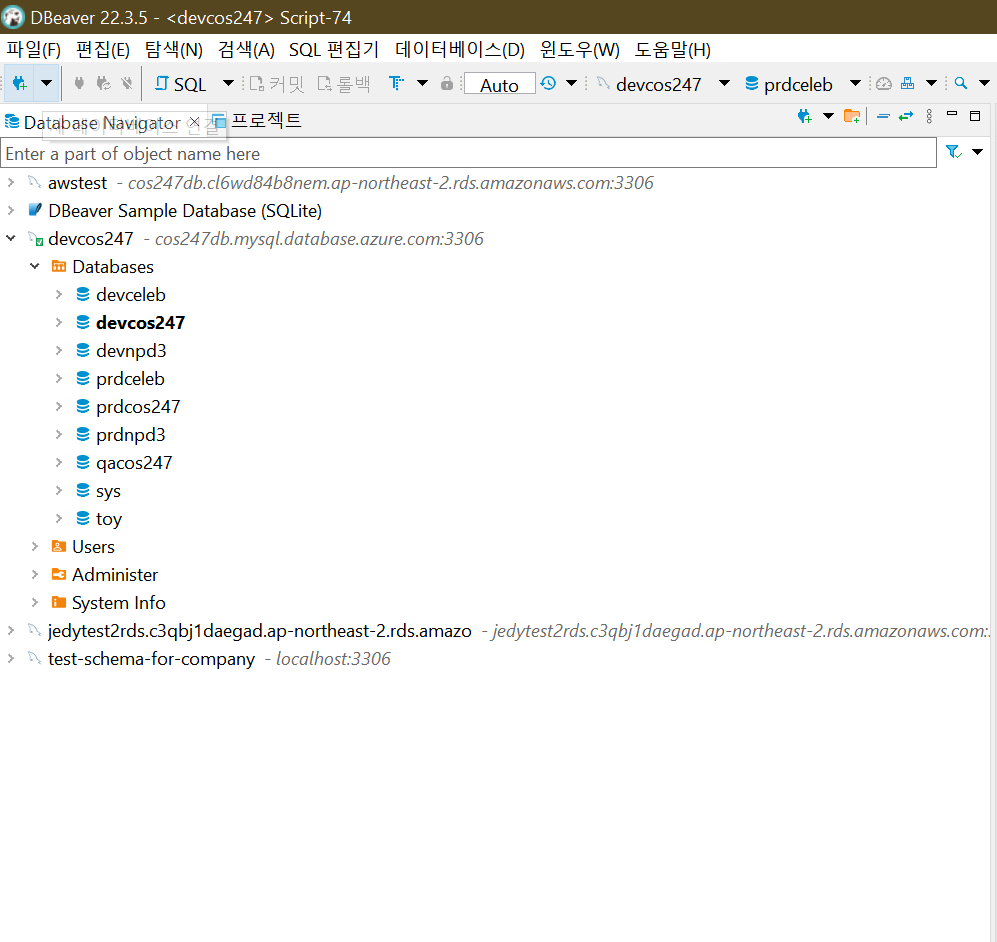 DBeaver 22.3.5 - <devcos247> Script-74
파일(F) 편집(E) 탐색(N) 검색(A) SQL 편집기 데이터베이스(D) 윈도우(W) 도움말(H)
SQL 커밋 롤백 Auto devcos247 prdceleb
Database Navigator 프로젝트
Enter a part of object name here
awstest - cos247db.cl6wd84b8nem.ap-northeast-2.rds.amazonaws.com:3306
DBeaver Sample Database (SQLite)
devcos247 - cos247db.mysql.database.azure.com:3306
Databases
devceleb
devcos247
devnpd3
prdceleb
prdcos247
prdnpd3
qacos247
sys
toy
Users
Administer
System Info
jedytest2rds.c3qbj1daegad.ap-northeast-2.rds.amazo - jedytest2rds.c3qbj1daegad.ap-northeast-2.rds.amazonaws.com:
test-schema-for-company - localhost:3306